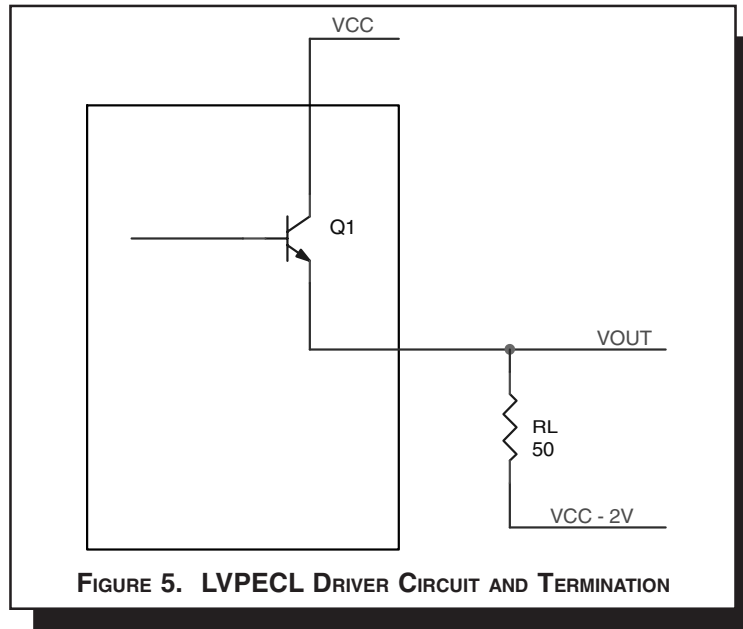 VCC
Q1
VOUT
RL
50
VCC - 2V
FIGURE 5. LVPECL DRIVER CIRCUIT AND TERMINATION